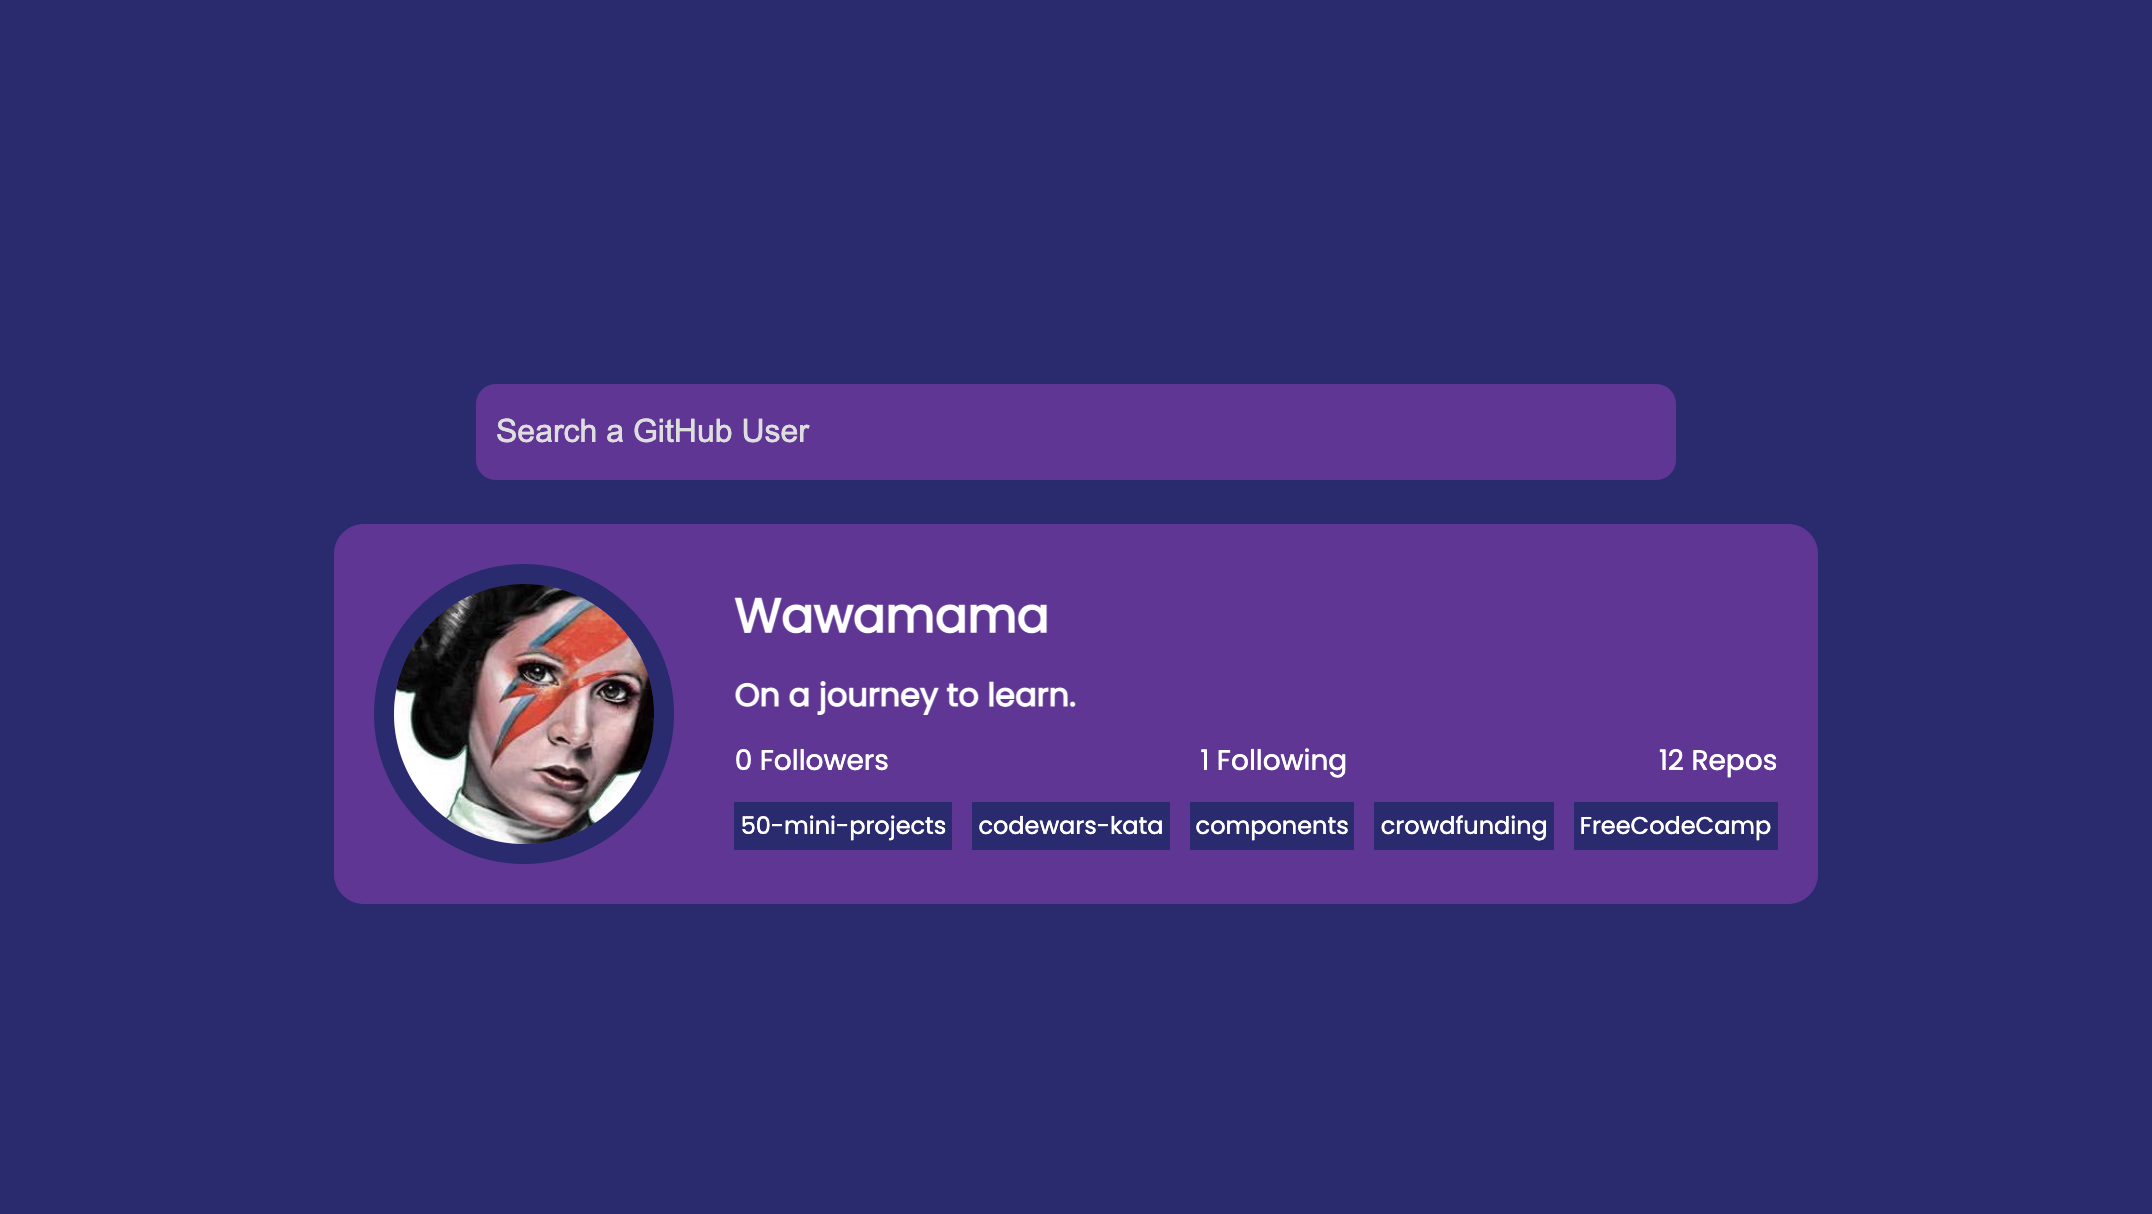 Search a GitHub User
Wawamama
On a journey to learn.
0 Followers 1 Following 12 Repos
50-mini-projects codewars-kata components crowdfunding FreeCodeCamp